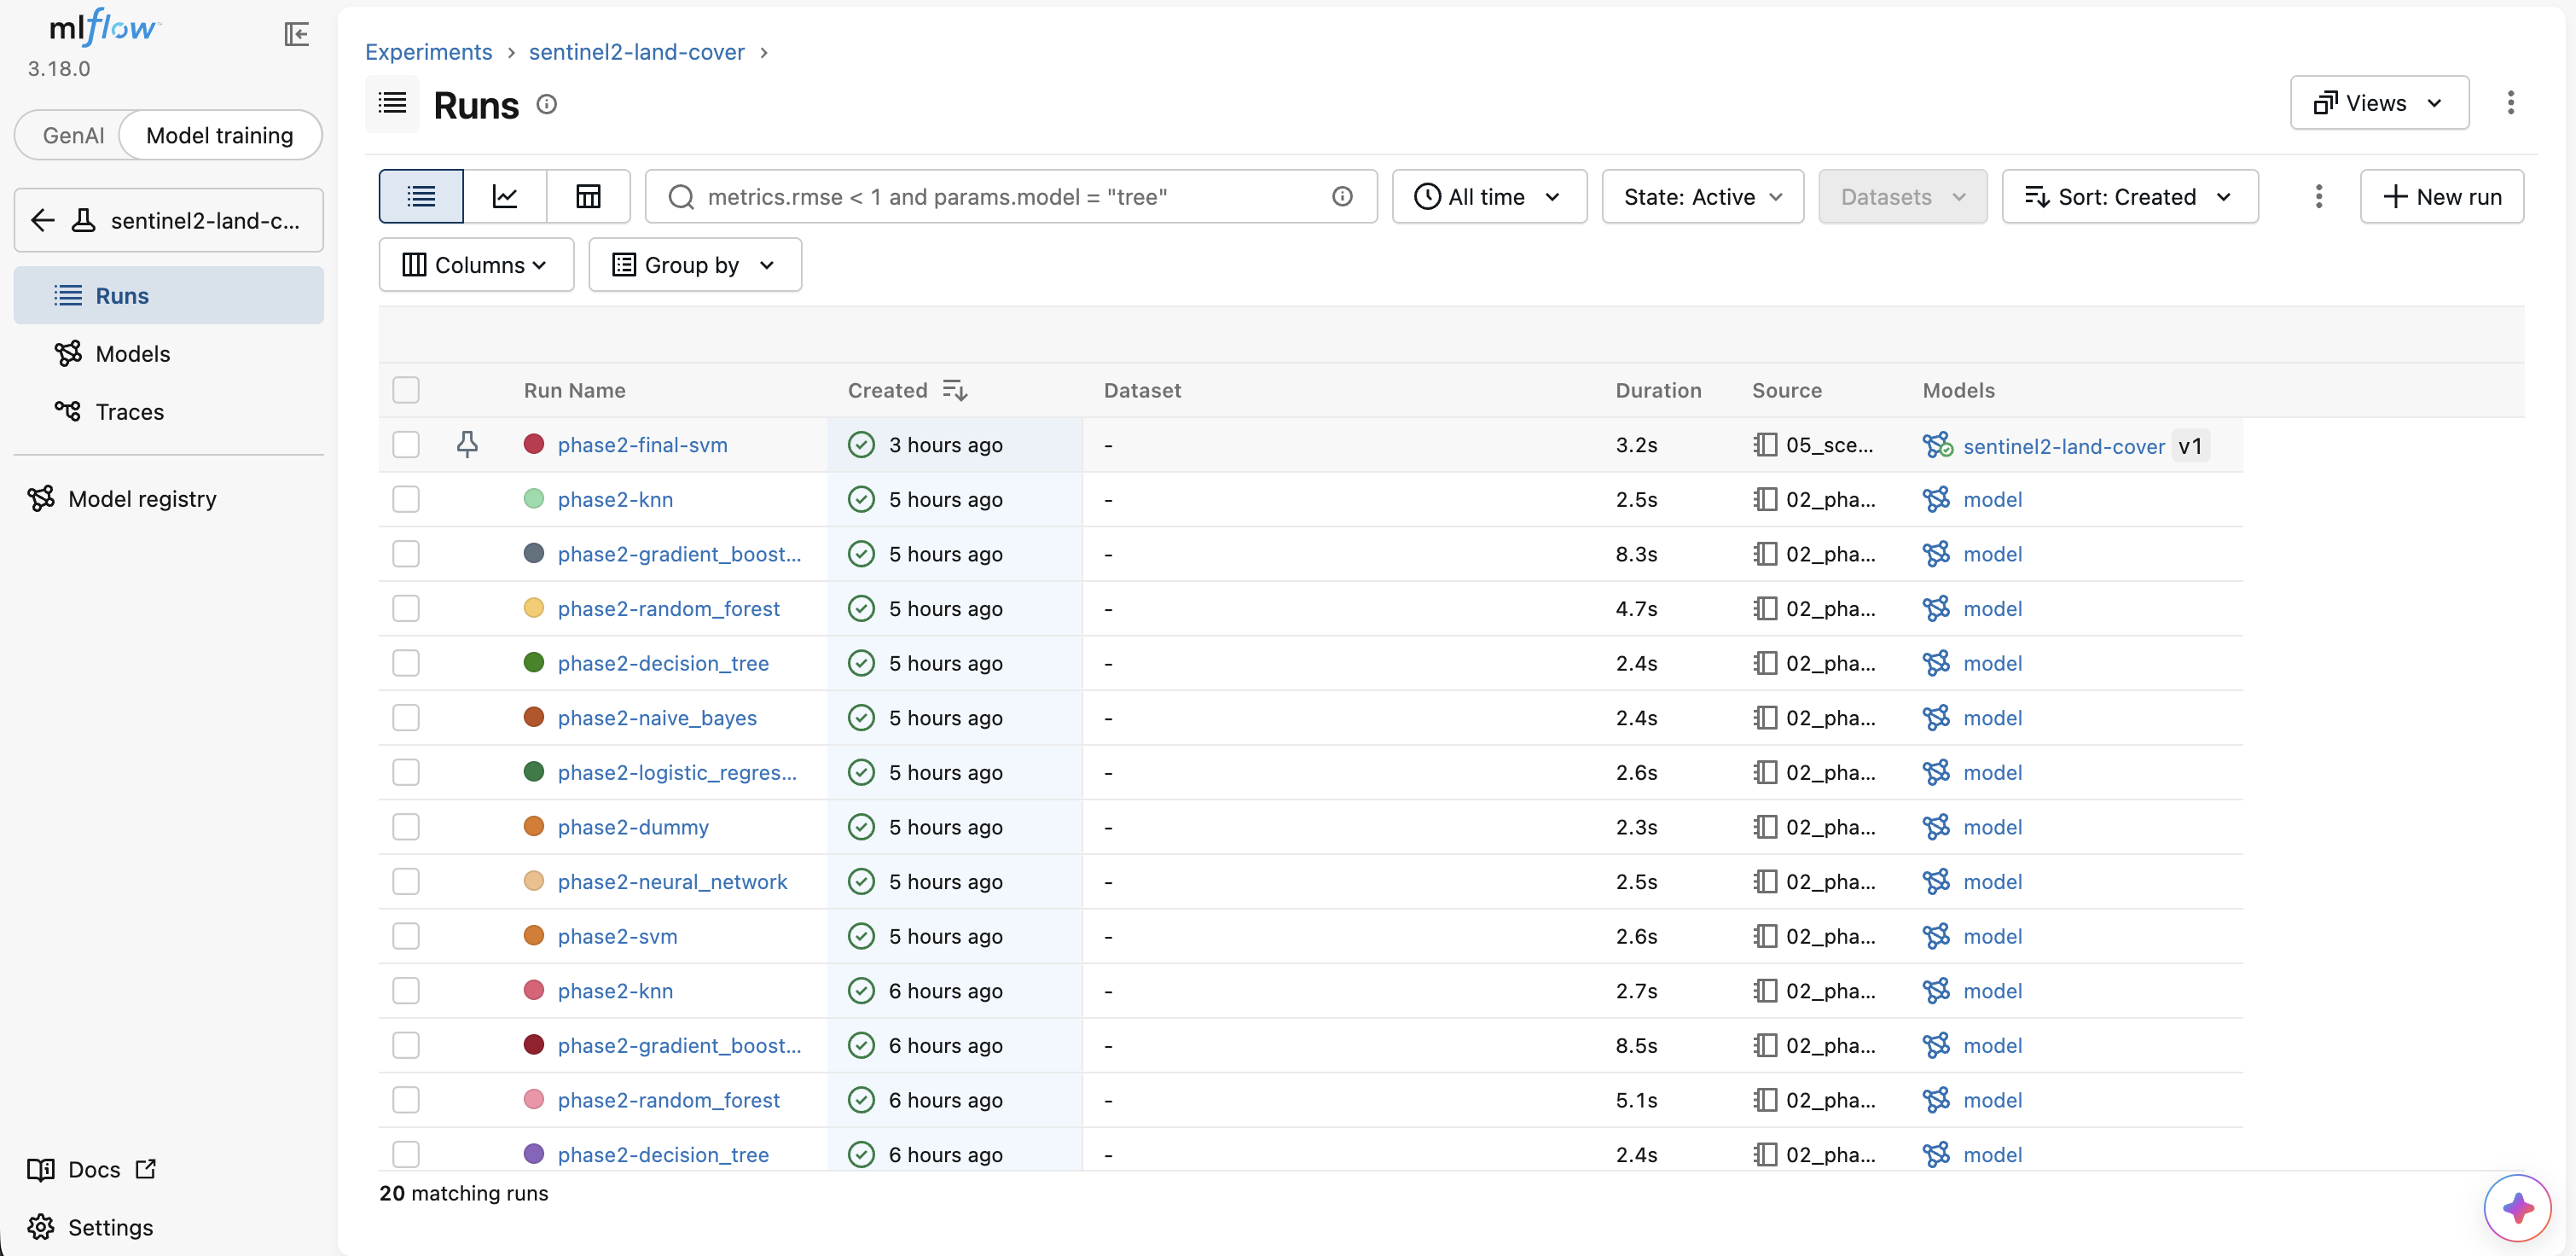 mlflow
3.18.0
GenAI Model training
sentinel2-land-c...
Runs
Models
Traces
Model registry
Docs
Settings
Experiments > sentinel2-land-cover >
Runs
Views
metrics.rmse < 1 and params.model = "tree"
All time
State: Active
Datasets
Sort: Created
New run
Columns
Group by
Run Name Created Dataset Duration Source Models
phase2-final-svm 3 hours ago - 3.2s 05_sce... sentinel2-land-cover v1
phase2-knn 5 hours ago - 2.5s 02_pha... model
phase2-gradient_boost... 5 hours ago - 8.3s 02_pha... model
phase2-random_forest 5 hours ago - 4.7s 02_pha... model
phase2-decision_tree 5 hours ago - 2.4s 02_pha... model
phase2-naive_bayes 5 hours ago - 2.4s 02_pha... model
phase2-logistic_regres... 5 hours ago - 2.6s 02_pha... model
phase2-dummy 5 hours ago - 2.3s 02_pha... model
phase2-neural_network 5 hours ago - 2.5s 02_pha... model
phase2-svm 5 hours ago - 2.6s 02_pha... model
phase2-knn 6 hours ago - 2.7s 02_pha... model
phase2-gradient_boost... 6 hours ago - 8.5s 02_pha... model
phase2-random_forest 6 hours ago - 5.1s 02_pha... model
phase2-decision_tree 6 hours ago - 2.4s 02_pha... model
20 matching runs